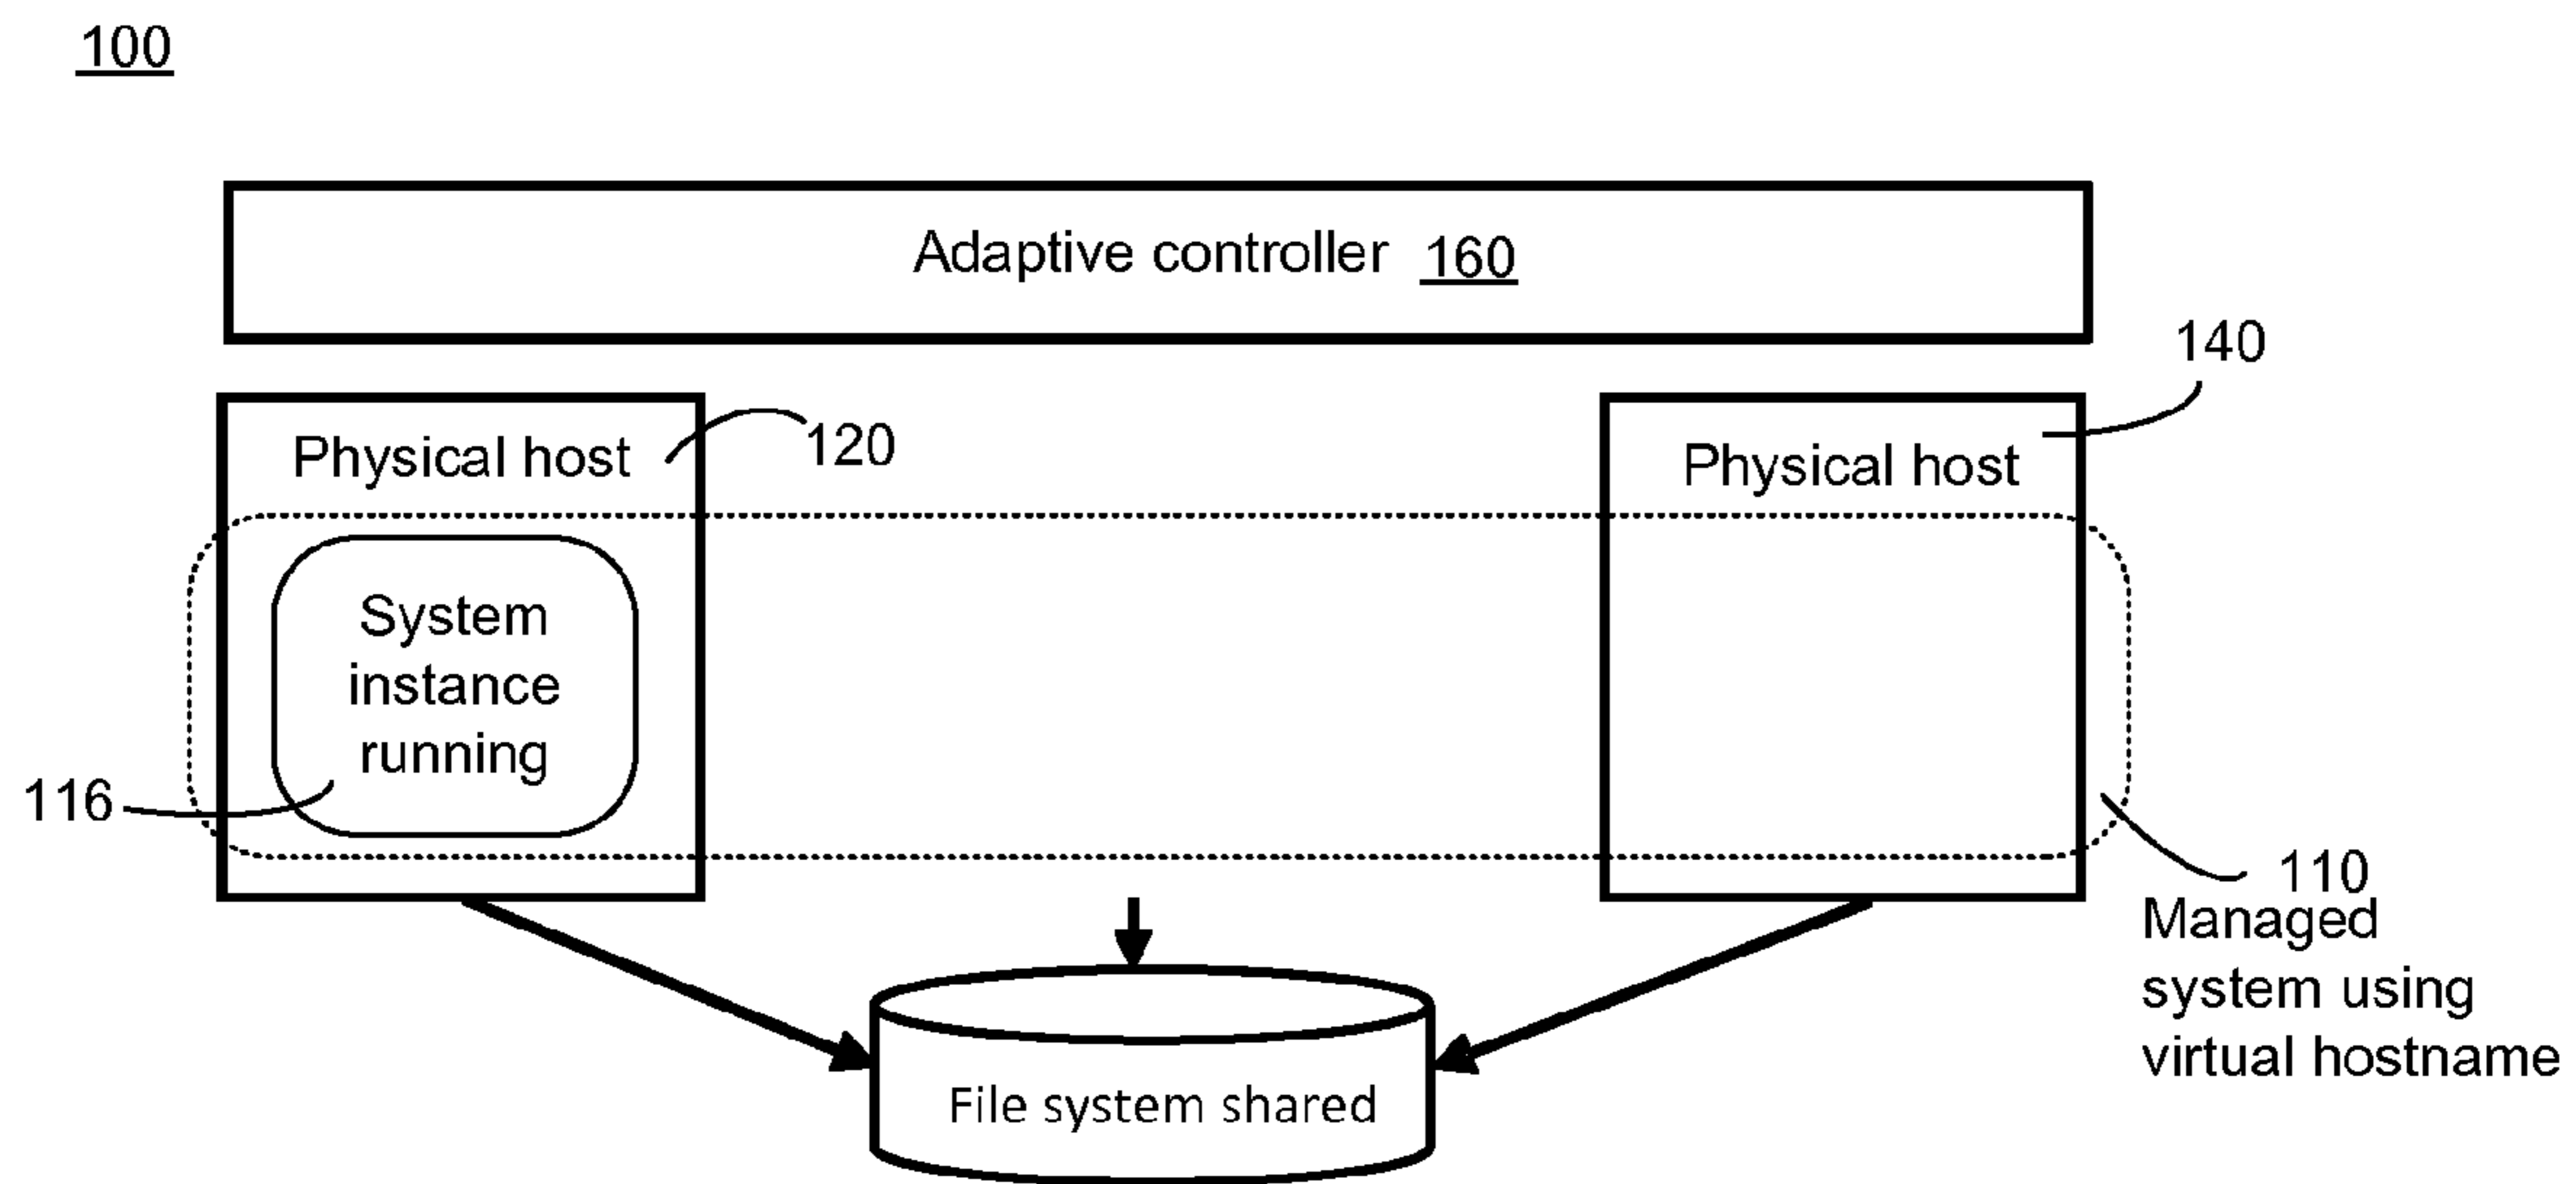 100
Adaptive controller 160
140
120
Physical host
Physical host
System
instance
running
116
110
Managed
system using
virtual hostname
File system shared